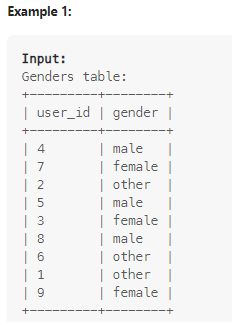 Example 1:
Input:
Genders table:
+---------+--------+
| user_id | gender |
+---------+--------+
| 4       | male   |
| 7       | female |
| 2       | other  |
| 5       | male   |
| 3       | female |
| 8       | male   |
| 6       | other  |
| 1       | other  |
| 9       | female |
+---------+--------+